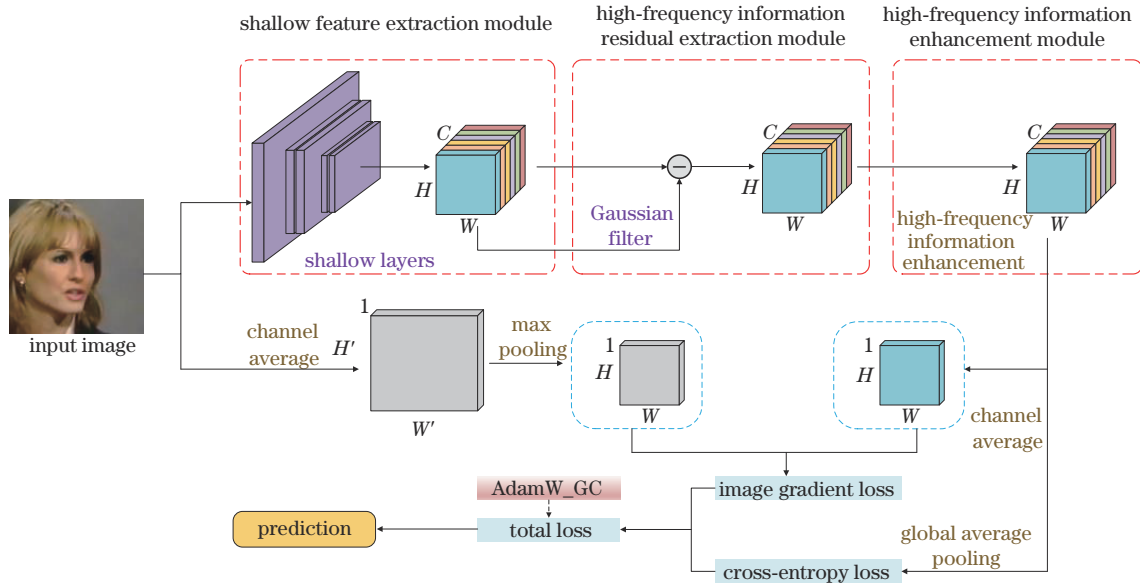 shallow feature extraction module
high-frequency information
residual extraction module
high-frequency information
enhancement module
C
H
W
shallow layers
Gaussian
filter
−
C
H
W
C
H
W
high-frequency
information
enhancement
input image
channel
average
1
H′
W′
max
pooling
1
H
W
1
H
W
channel
average
image gradient loss
AdamW_GC
total loss
prediction
global average
pooling
cross-entropy loss